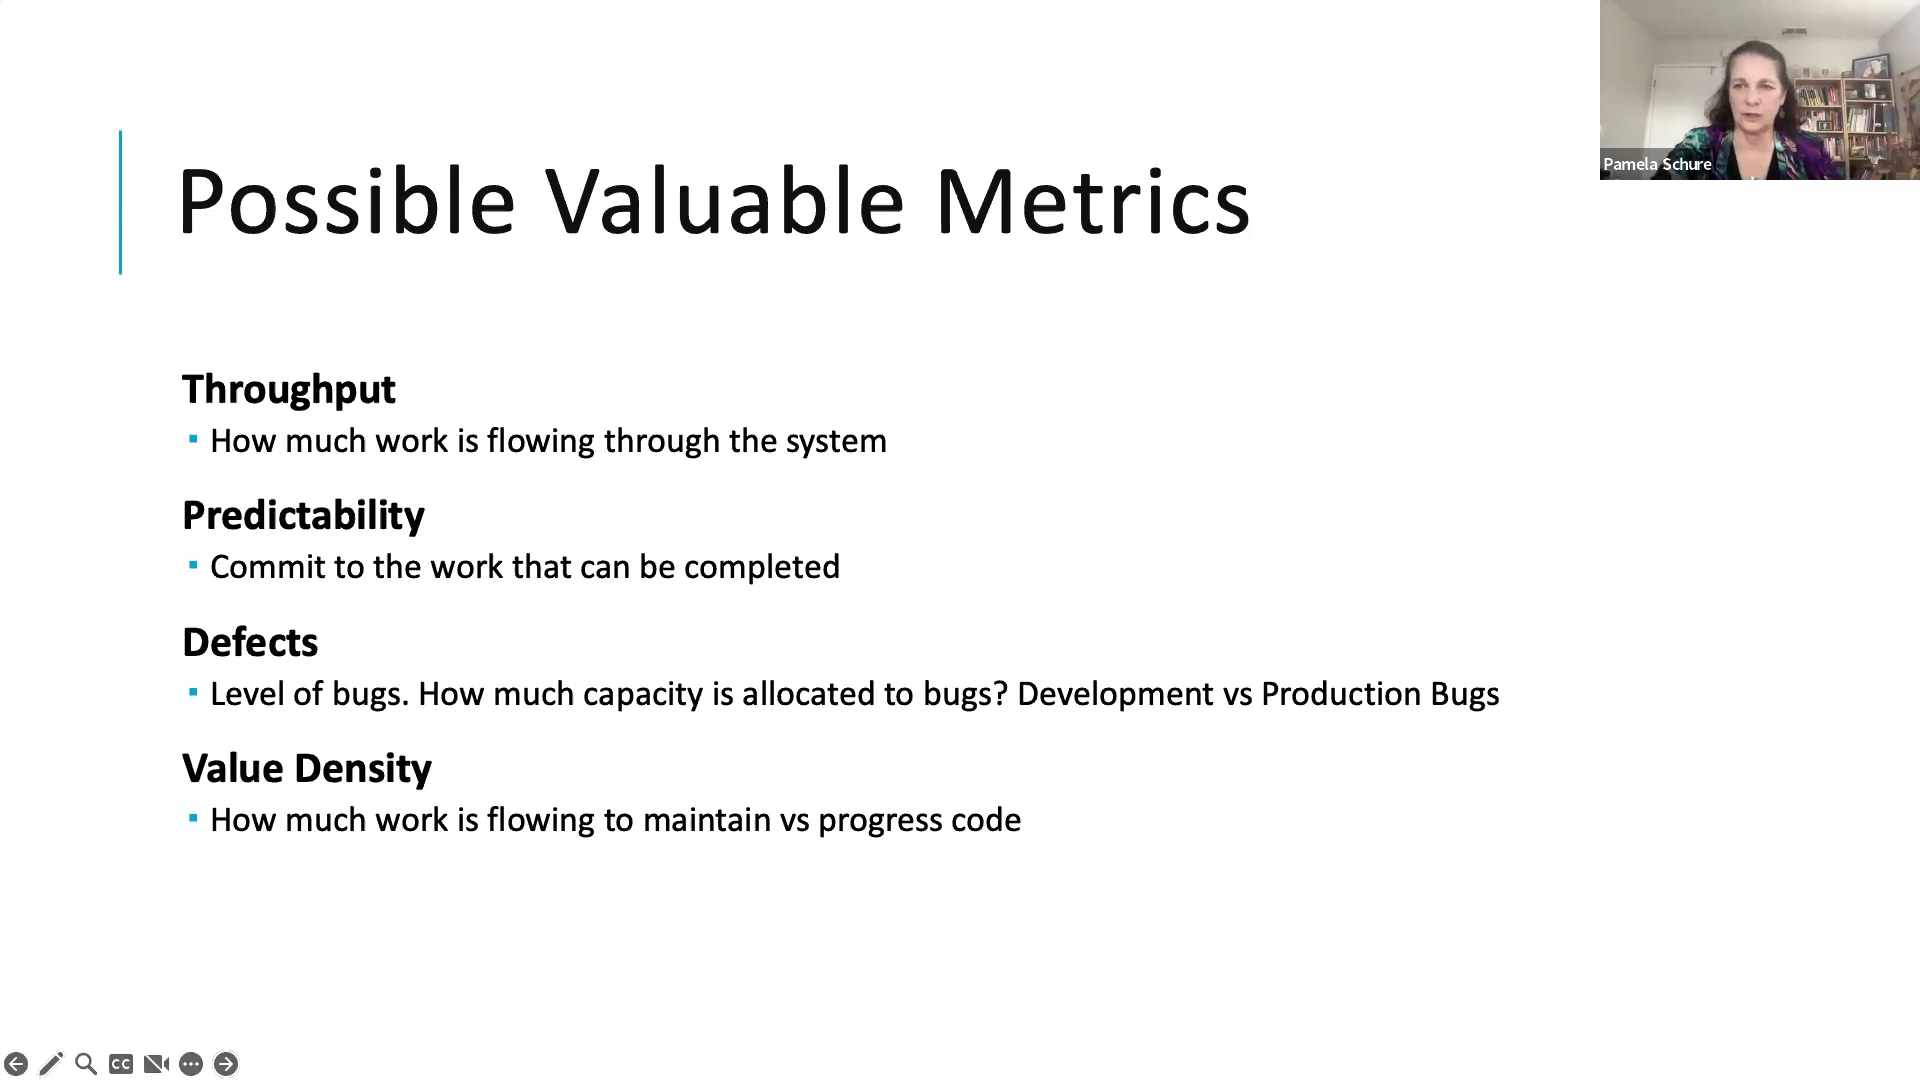 Possible Valuable Metrics
Pamela Schure
Throughput
How much work is flowing through the system
Predictability
Commit to the work that can be completed
Defects
Level of bugs. How much capacity is allocated to bugs? Development vs Production Bugs
Value Density
How much work is flowing to maintain vs progress code
CC